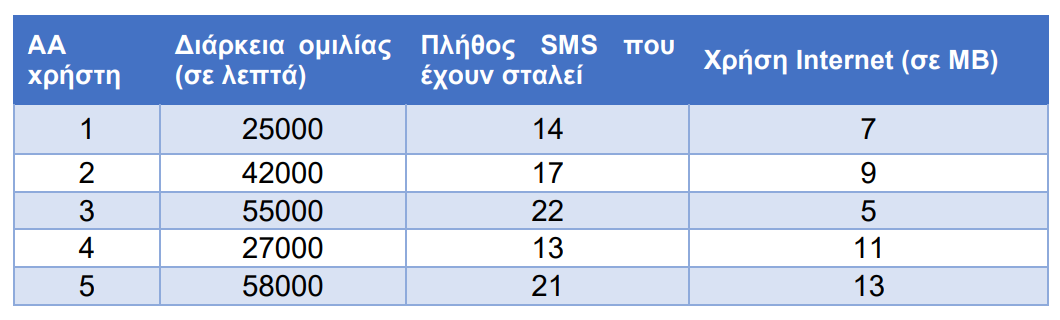 ΑΑ χρήστη Διάρκεια ομιλίας (σε λεπτά) Πλήθος SMS που έχουν σταλεί Χρήση Internet (σε MB)
1 25000 14 7
2 42000 17 9
3 55000 22 5
4 27000 13 11
5 58000 21 13